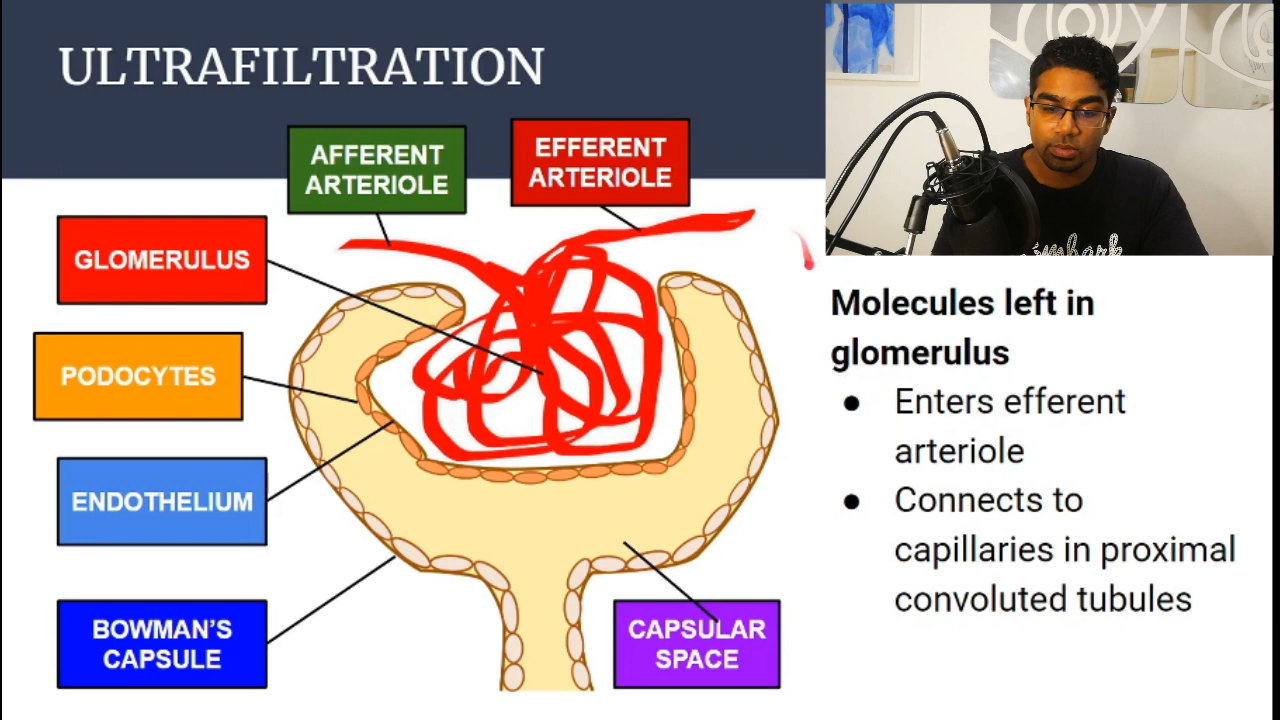 ULTRAFILTRATION
AFFERENT
ARTERIOLE
EFFERENT
ARTERIOLE
GLOMERULUS
PODOCYTES
ENDOTHELIUM
BOWMAN'S
CAPSULE
CAPSULAR
SPACE
Molecules left in
glomerulus
● Enters efferent
arteriole
● Connects to
capillaries in proximal
convoluted tubules